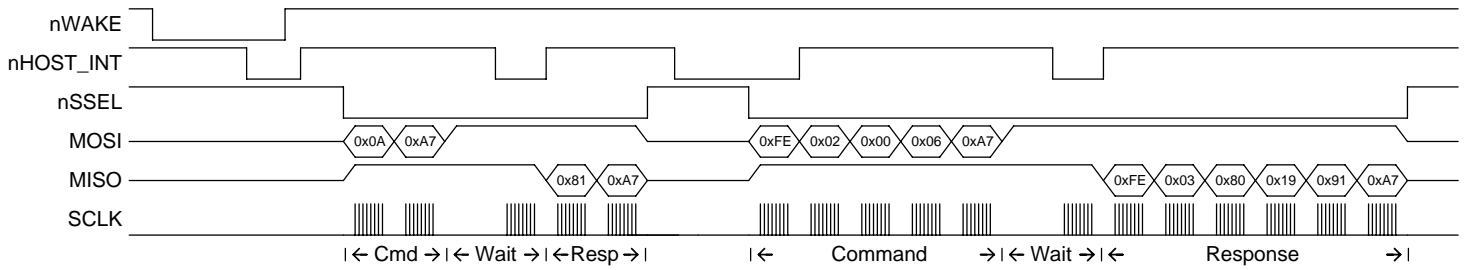 nWAKE
nHOST_INT
nSSEL
MOSI 0x0A 0xA7 0xFE 0x02 0x00 0x06 0xA7
MISO 0x81 0xA7 0xFE 0x03 0x80 0x19 0x91 0xA7
SCLK
Cmd Wait Resp Command Wait Response